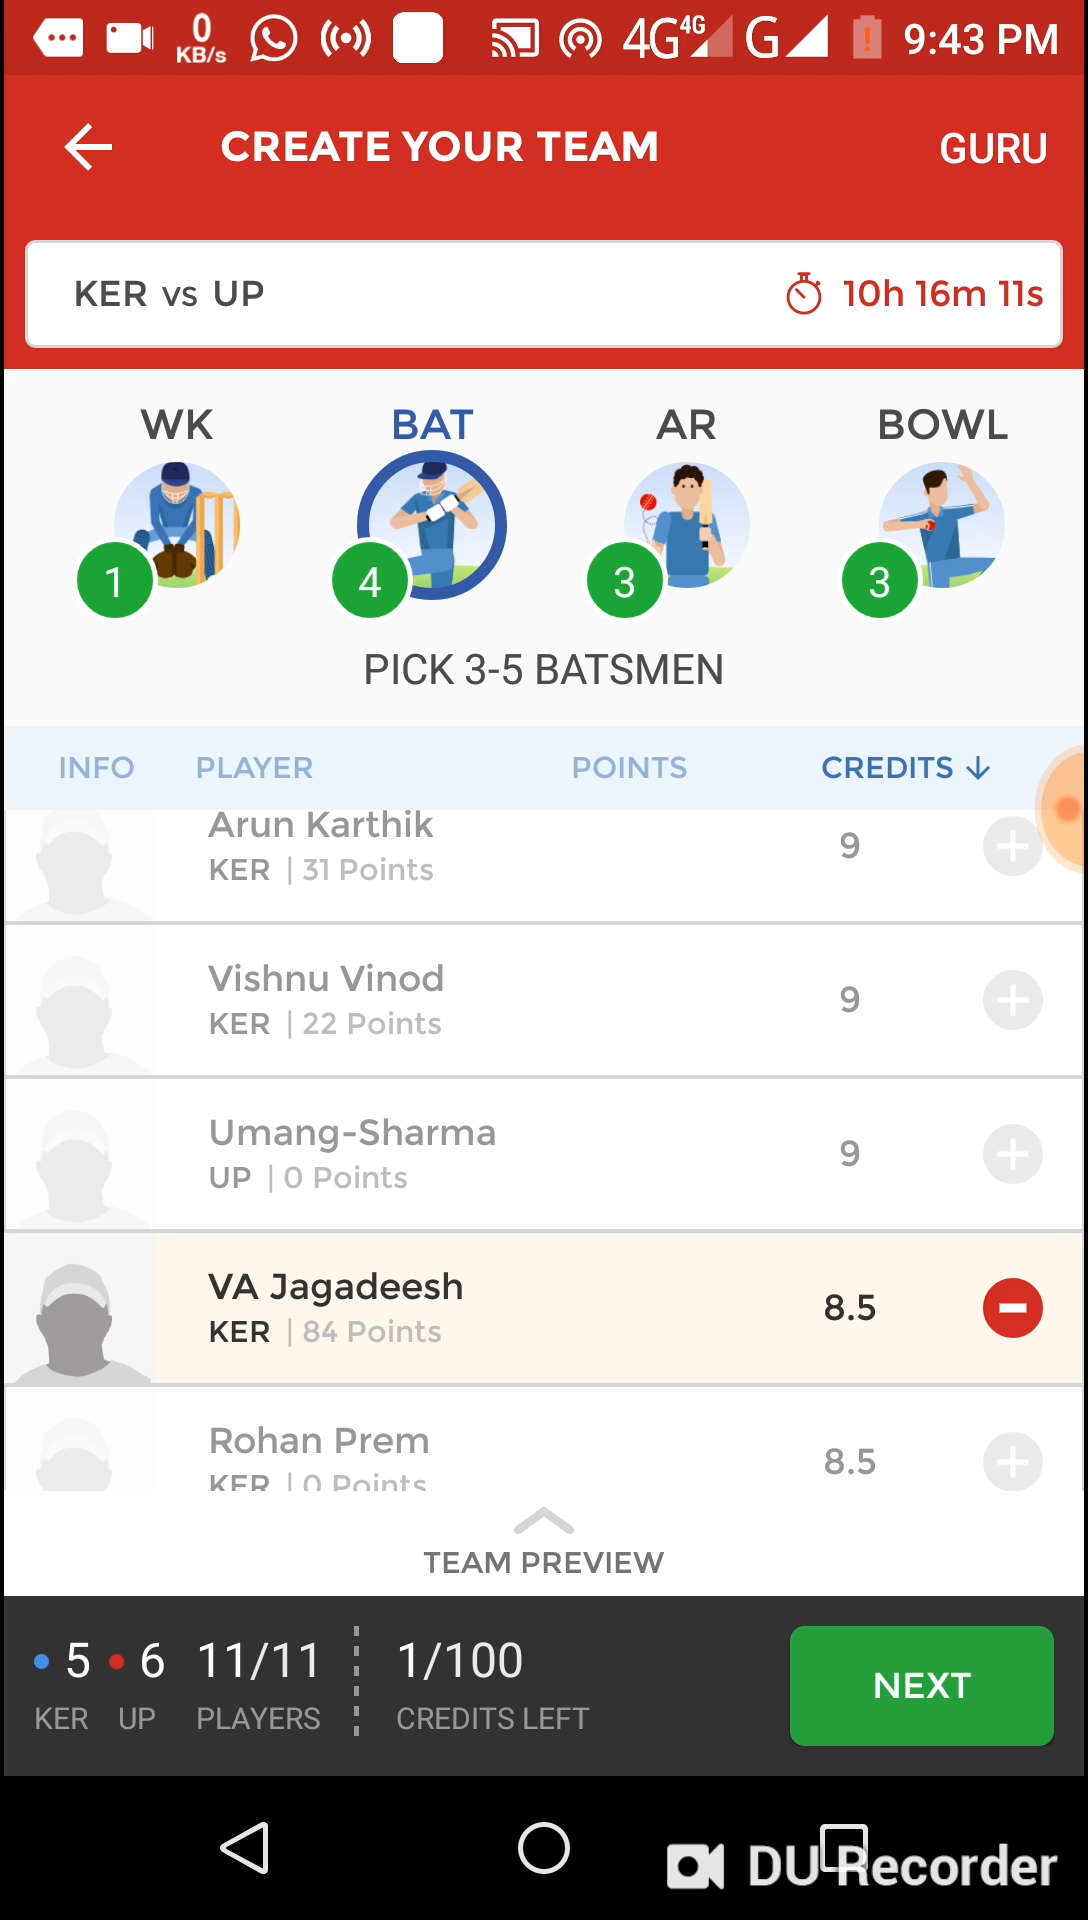 0 KB/s 4G 4G G 9:43 PM
CREATE YOUR TEAM GURU
KER vs UP 10h 16m 11s
WK BAT AR BOWL
1 4 3 3
PICK 3-5 BATSMEN
INFO PLAYER POINTS CREDITS
Arun Karthik 9
KER | 31 Points
Vishnu Vinod 9
KER | 22 Points
Umang-Sharma 9
UP | 0 Points
VA Jagadeesh 8.5
KER | 84 Points
Rohan Prem 8.5
KER | 0 Points
TEAM PREVIEW
5 6 11/11 1/100
KER UP PLAYERS CREDITS LEFT
NEXT
DU Recorder